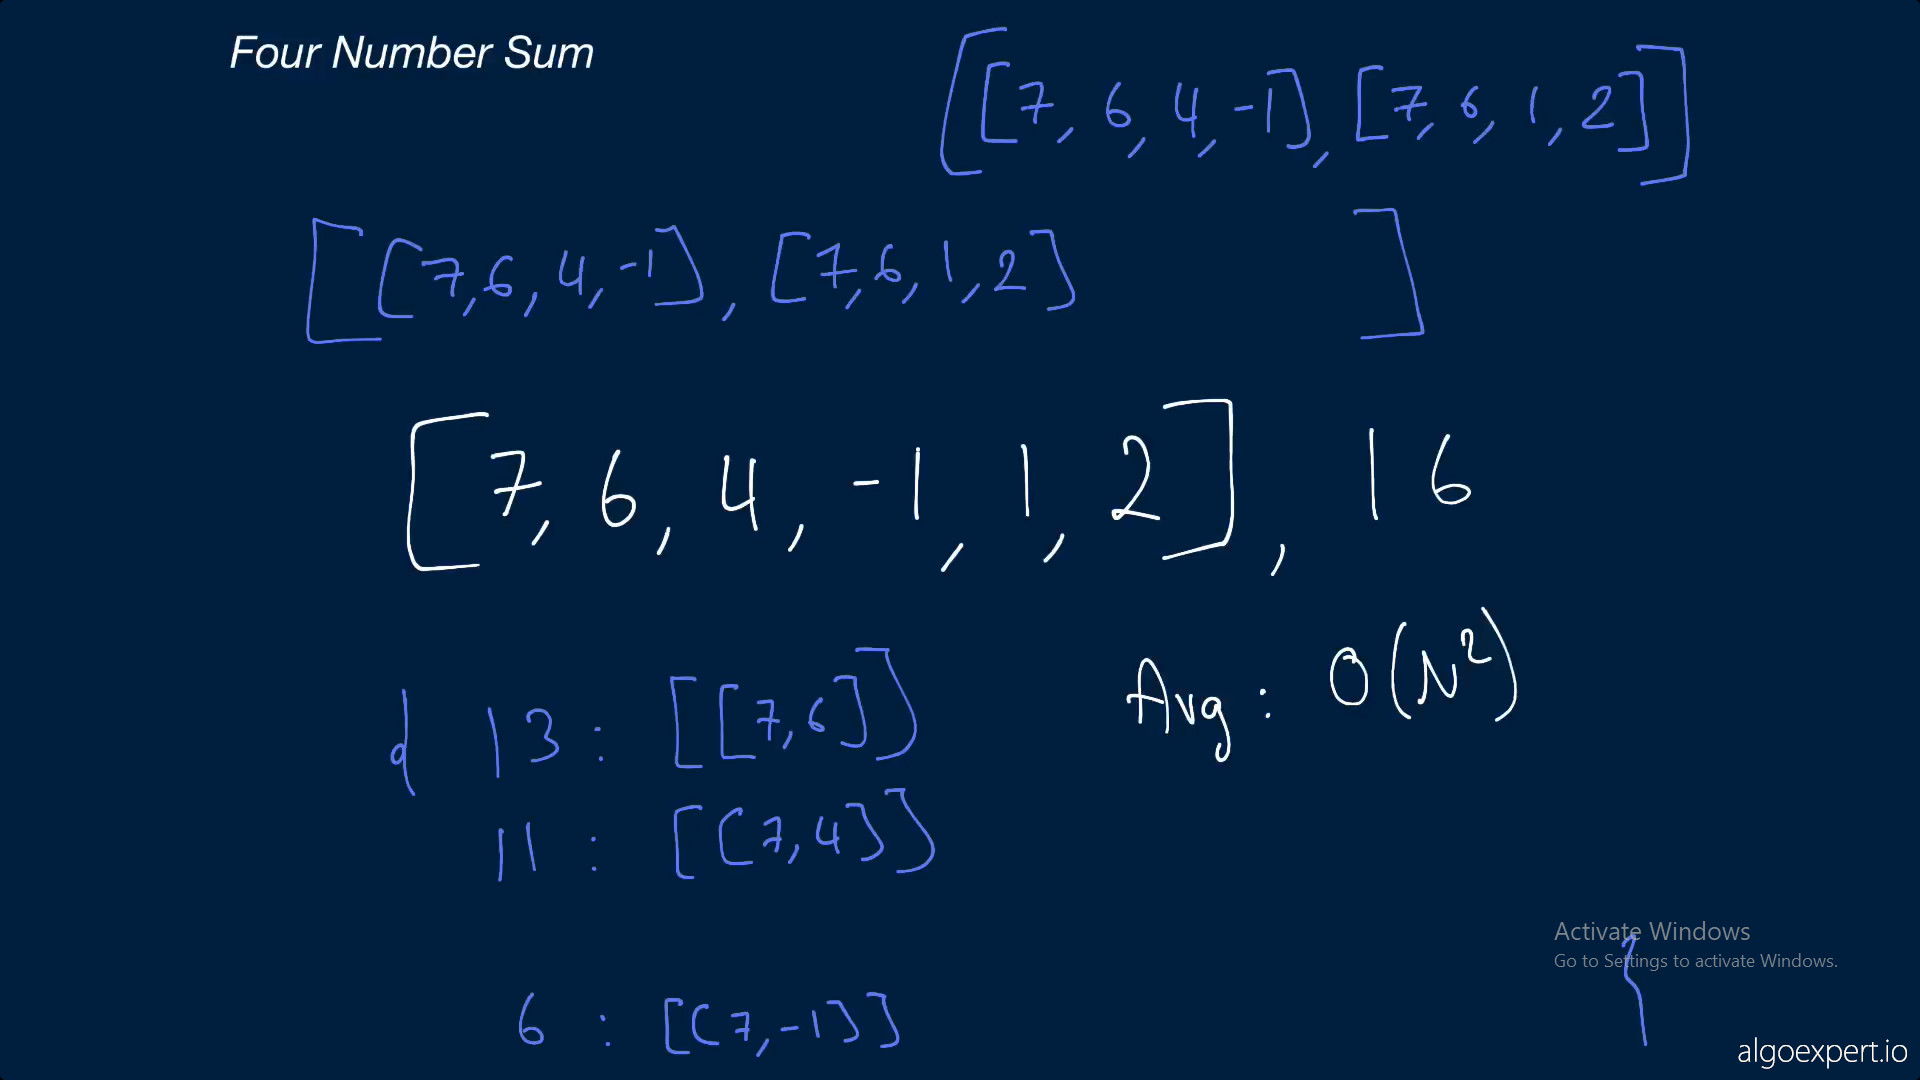 Four Number Sum
[[7, 6, 4, -1], [7, 6, 1, 2]]
[[7, 6, 4, -1], [7, 6, 1, 2] ]
[7, 6, 4, -1, 1, 2], 16
Avg: O(N²)
{ 13 : [[7, 6]]
11 : [[7, 4]]
6 : [[7, -1]]
}
Activate Windows
Go to Settings to activate Windows.
algoexpert.io